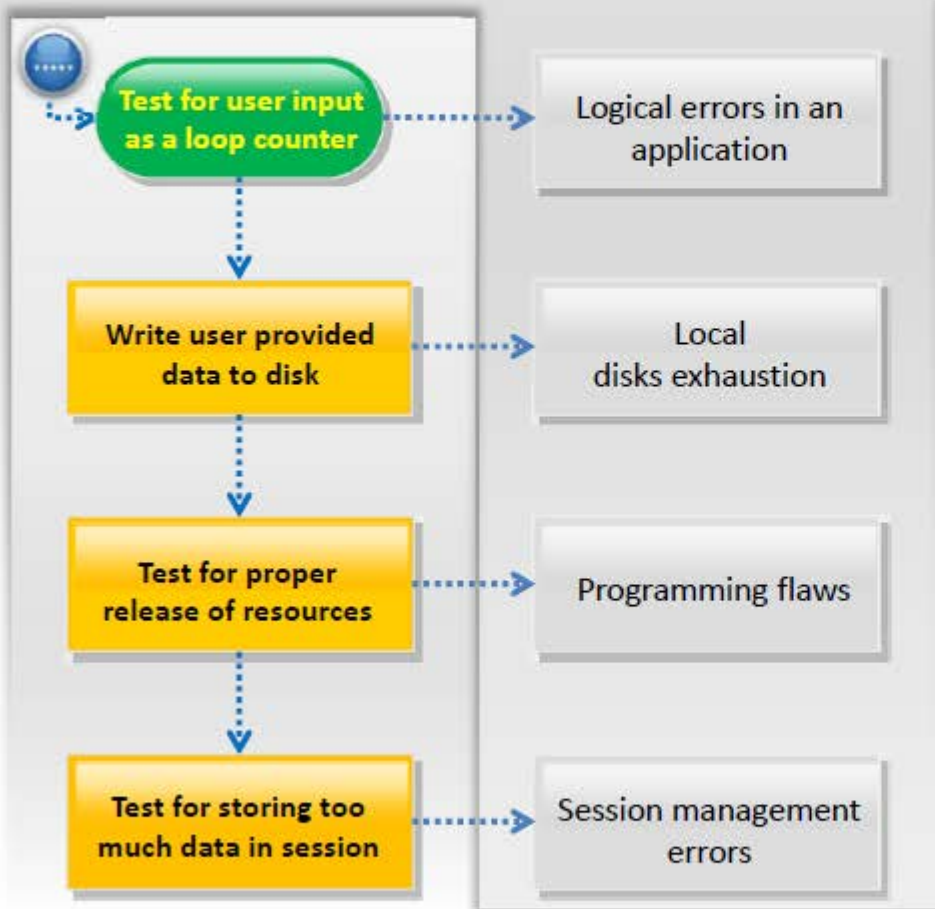 Test for user input
as a loop counter
Logical errors in an
application
Write user provided
data to disk
Local
disks exhaustion
Test for proper
release of resources
Programming flaws
Test for storing too
much data in session
Session management
errors